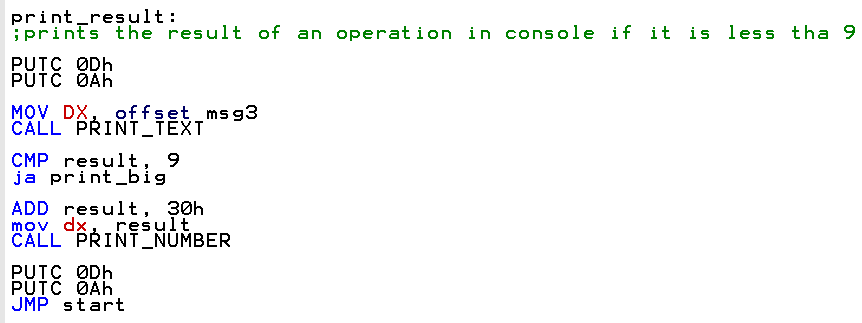 print_result:
;prints the result of an operation in console if it is less tha 9
PUTC 0Dh
PUTC 0Ah
MOV DX, offset msg3
CALL PRINT_TEXT
CMP result, 9
ja print_big
ADD result, 30h
mov dx, result
CALL PRINT_NUMBER
PUTC 0Dh
PUTC 0Ah
JMP start